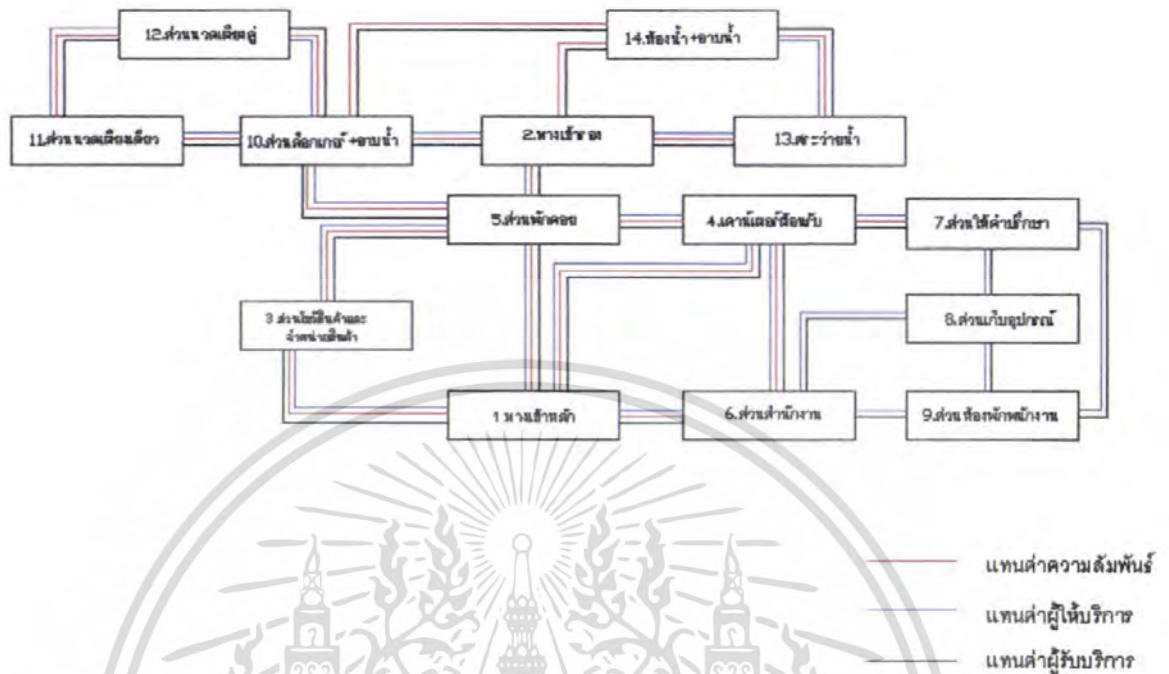 12.ส่วนนวดเตียงคู่
14.ห้องน้ำ+อาบน้ำ
11.ส่วนนวดเตียงเดียว
10.ส่วนล็อกเกอร์+อาบน้ำ
2.ทางเข้ารอง
13.สระว่ายน้ำ
5.ส่วนพักคอย
4.เคาน์เตอร์ต้อนรับ
7.ส่วนให้คำปรึกษา
3.ส่วนโชว์สินค้าและ
จำหน่ายสินค้า
8.ส่วนเก็บอุปกรณ์
1.ทางเข้าหลัก
6.ส่วนสำนักงาน
9.ส่วนห้องพักพนักงาน
แทนค่าความสัมพันธ์
แทนค่าผู้ให้บริการ
แทนค่าผู้รับบริการ